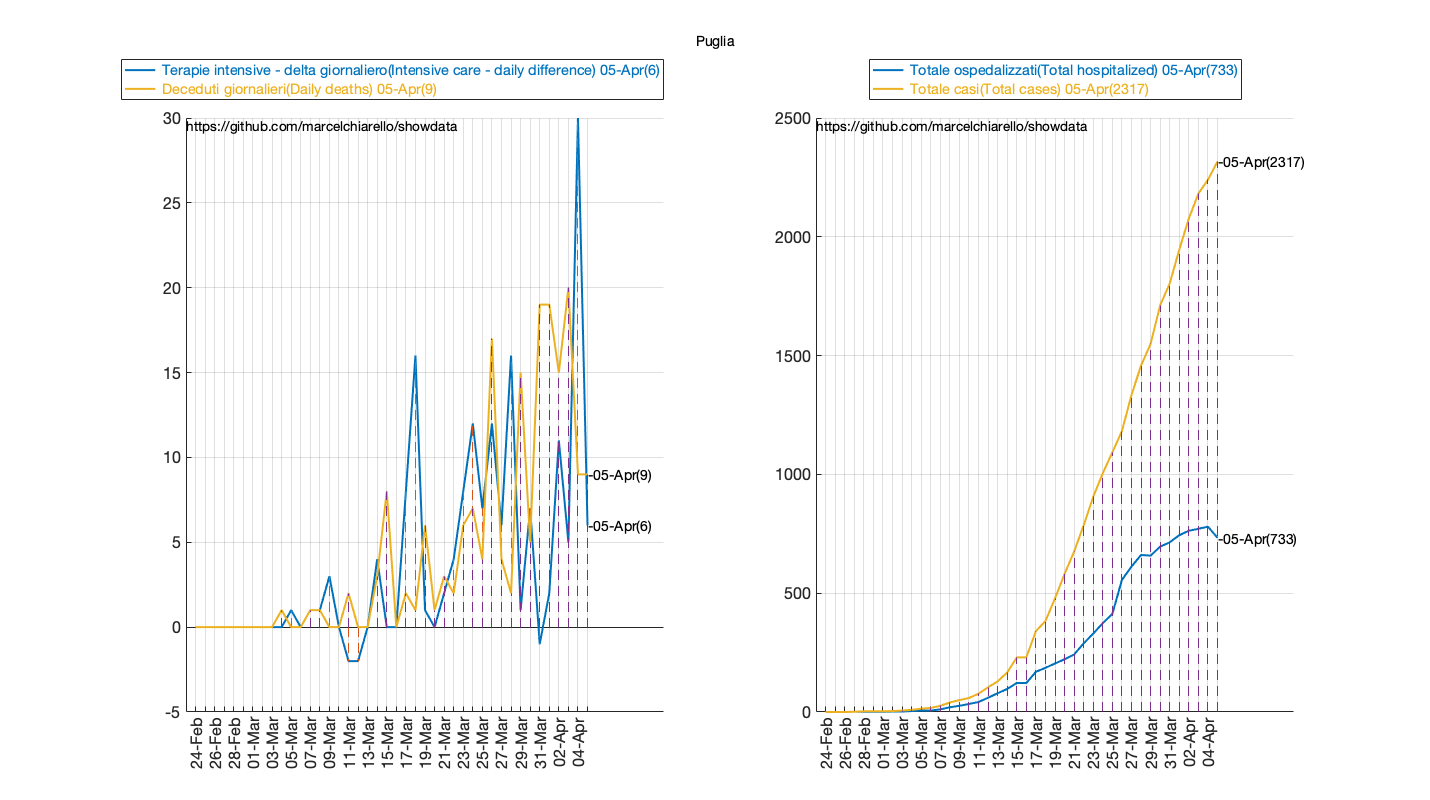 Puglia
Terapie intensive - delta giornaliero(Intensive care - daily difference) 05-Apr(6)
Deceduti giornalieri(Daily deaths) 05-Apr(9)
https://github.com/marcelchiarello/showdata
30
25
20
15
10
5
0
-5
-05-Apr(9)
-05-Apr(6)
24-Feb
26-Feb
28-Feb
01-Mar
03-Mar
05-Mar
07-Mar
09-Mar
11-Mar
13-Mar
15-Mar
17-Mar
19-Mar
21-Mar
23-Mar
25-Mar
27-Mar
29-Mar
31-Mar
02-Apr
04-Apr
Totale ospedalizzati(Total hospitalized) 05-Apr(733)
Totale casi(Total cases) 05-Apr(2317)
https://github.com/marcelchiarello/showdata
2500
2000
1500
1000
500
0
-05-Apr(2317)
-05-Apr(733)
24-Feb
26-Feb
28-Feb
01-Mar
03-Mar
05-Mar
07-Mar
09-Mar
11-Mar
13-Mar
15-Mar
17-Mar
19-Mar
21-Mar
23-Mar
25-Mar
27-Mar
29-Mar
31-Mar
02-Apr
04-Apr